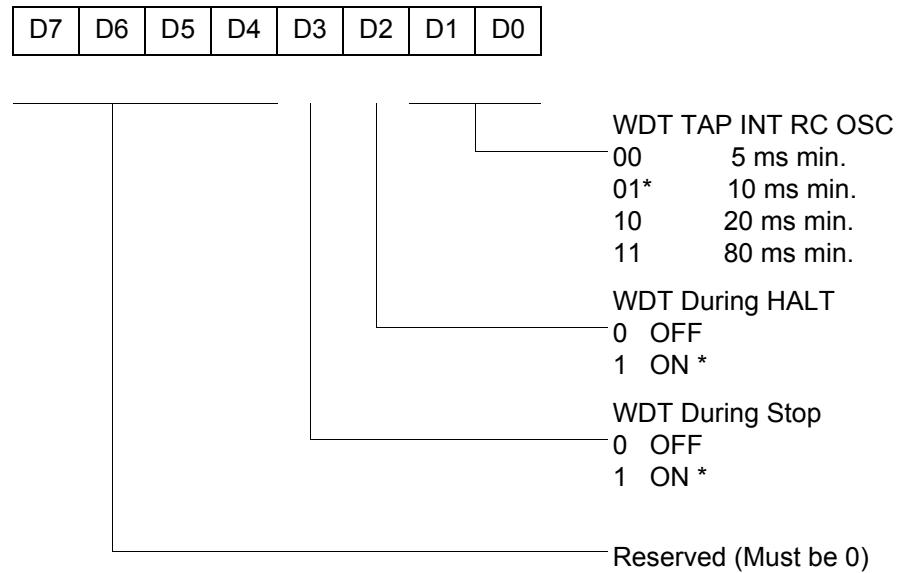 D7 D6 D5 D4 D3 D2 D1 D0
WDT TAP INT RC OSC
00 5 ms min.
01* 10 ms min.
10 20 ms min.
11 80 ms min.
WDT During HALT
0 OFF
1 ON *
WDT During Stop
0 OFF
1 ON *
Reserved (Must be 0)